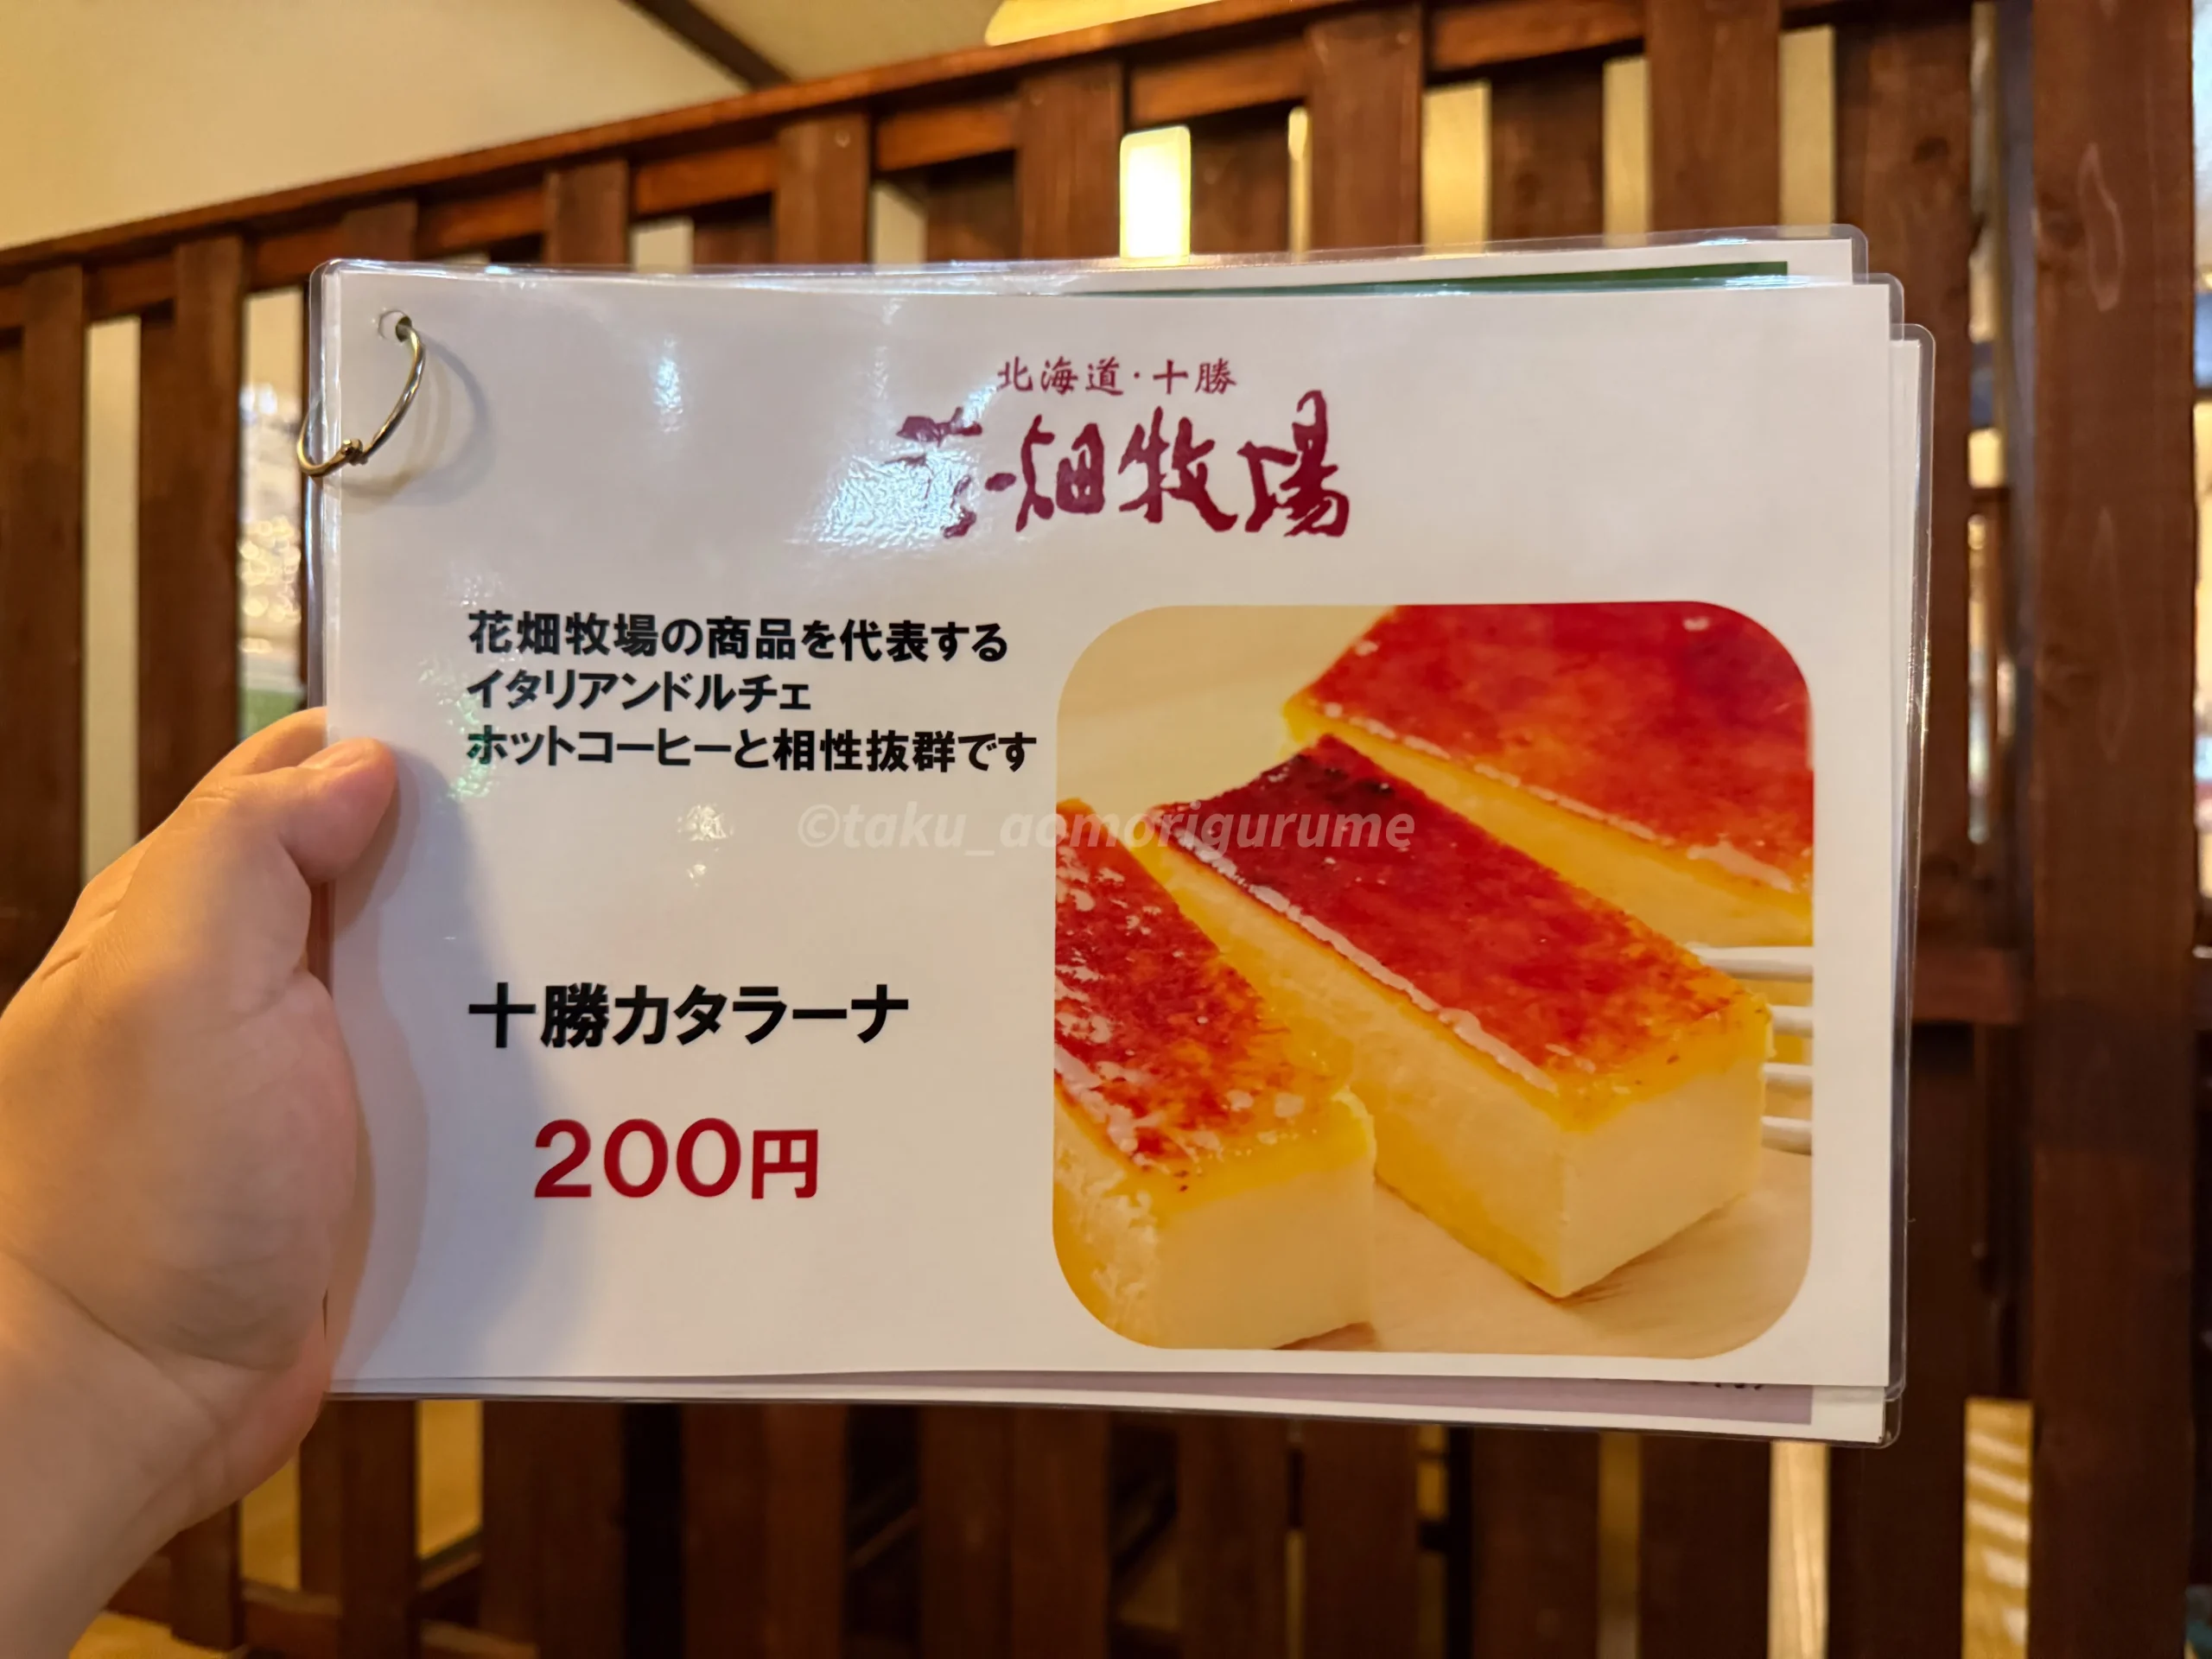 北海道・十勝
花畑牧場
花畑牧場の商品を代表する
イタリアンドルチェ
ホットコーヒーと相性抜群です
©taku_aomorigurume
十勝カタラーナ
200円